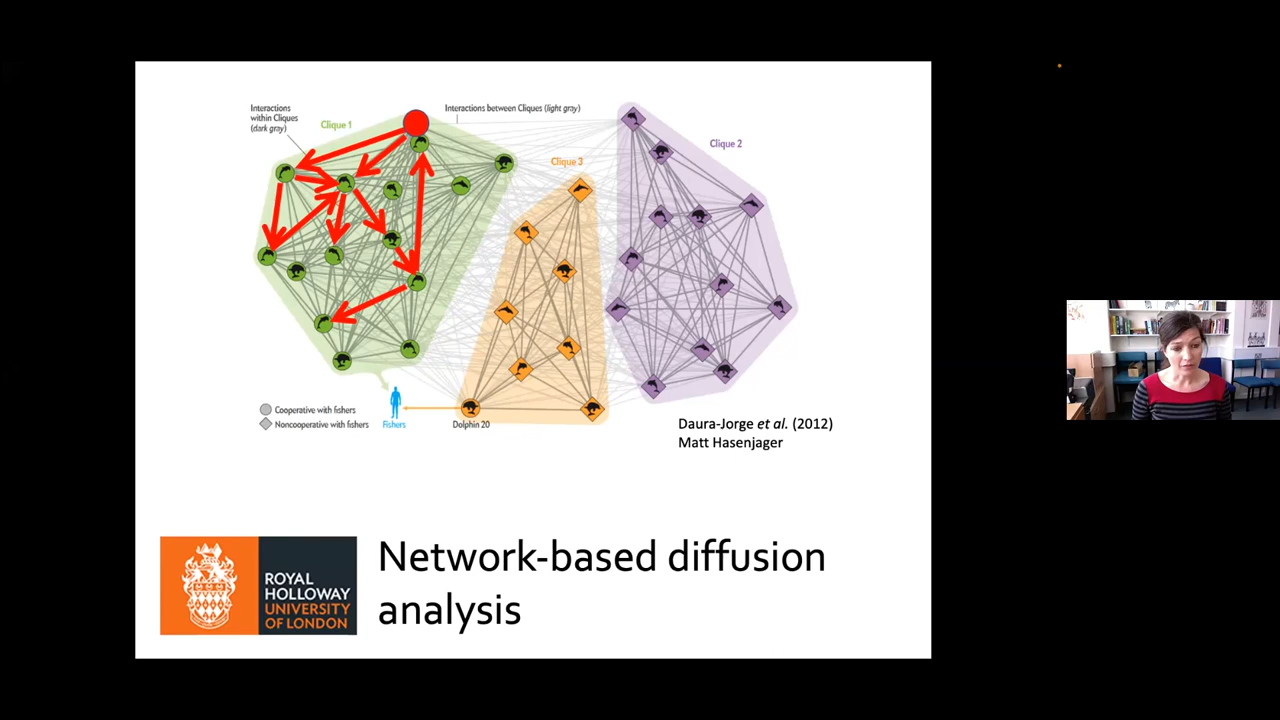 Interactions
within Cliques
(dark gray)
Clique 1
Interactions between Cliques (light gray)
Clique 2
Clique 3
Cooperative with fishers
Noncooperative with fishers
Fishers
Dolphin 20
Daura-Jorge et al. (2012)
Matt Hasenjager
ROYAL
HOLLOWAY
UNIVERSITY
OF LONDON
Network-based diffusion
analysis